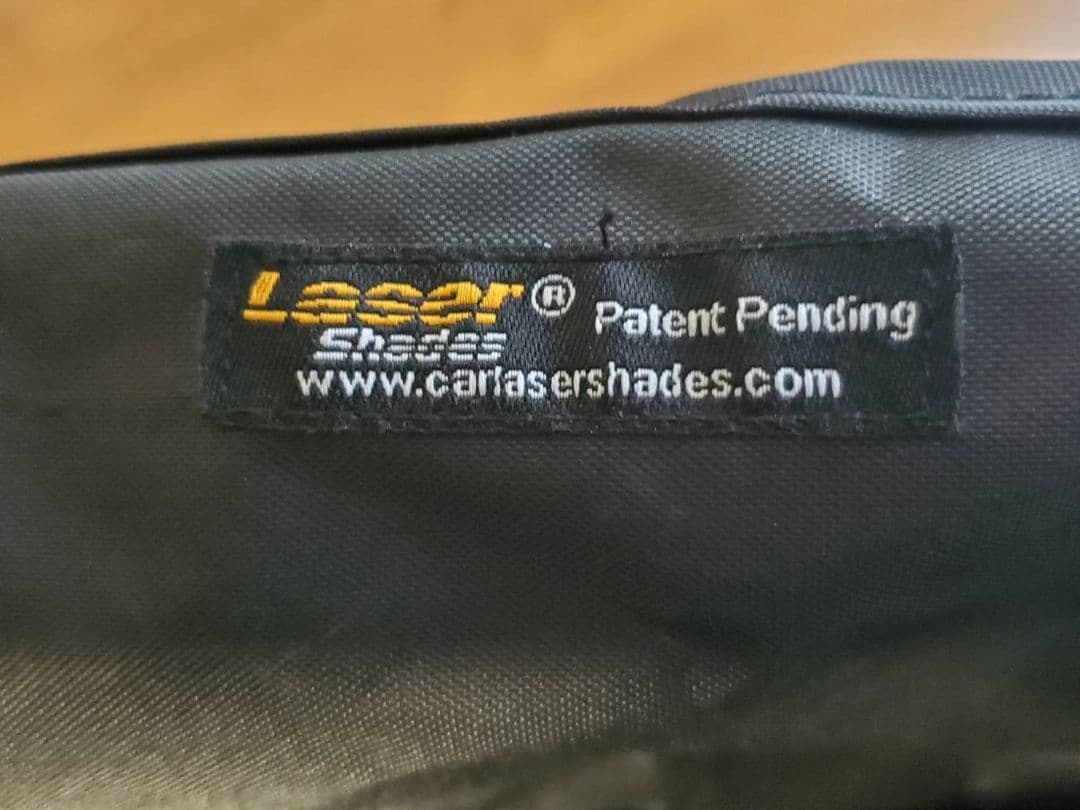 Laser® Patent Pending
Shades
www.carlasershades.com